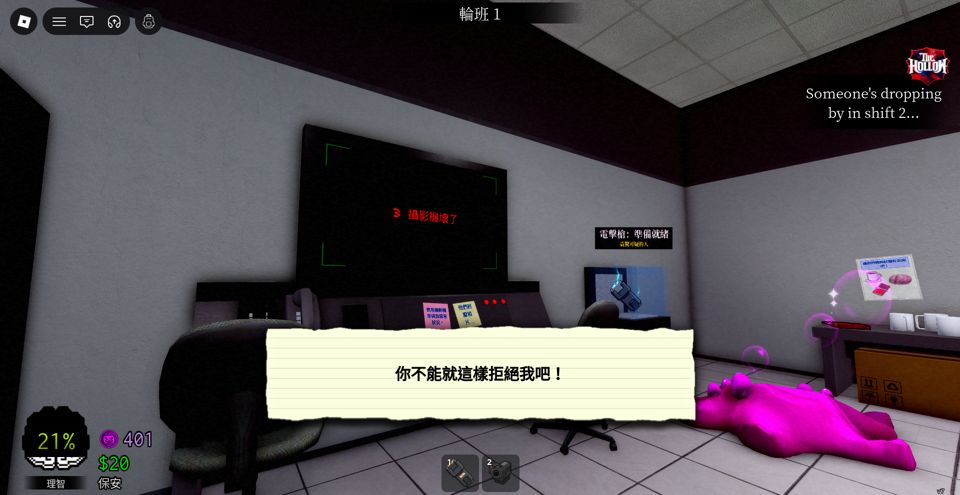 輪班 1
The HOLLOW
Someone's dropping
by in shift 2...
3 攝影機壞了
電擊槍: 準備就緒
你不能就這樣拒絕我吧！
21%
401
$20
理智
保安
1
2